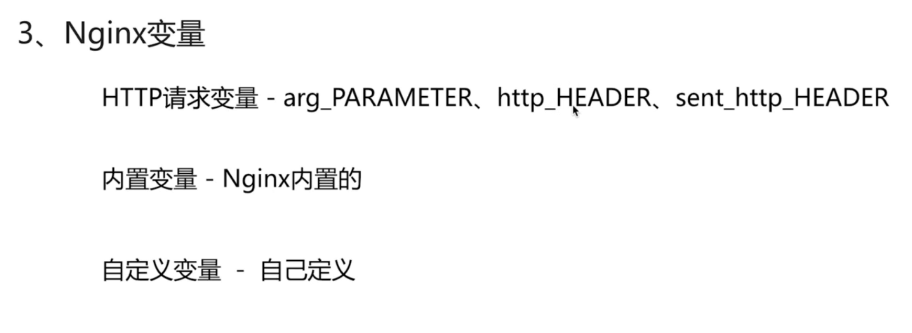 3、Nginx变量
HTTP请求变量 - arg_PARAMETER、http_HEADER、sent_http_HEADER
内置变量 - Nginx内置的
自定义变量 - 自己定义